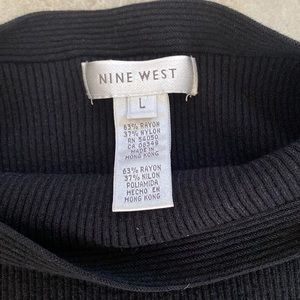 NINE WEST
L
63% RAYON
37% NYLON
RN 54050
CA 08349
MADE IN
HONG KONG
63% RAYON
37% NILON
POLIAMIDA
HECHO EN
HONG KONG